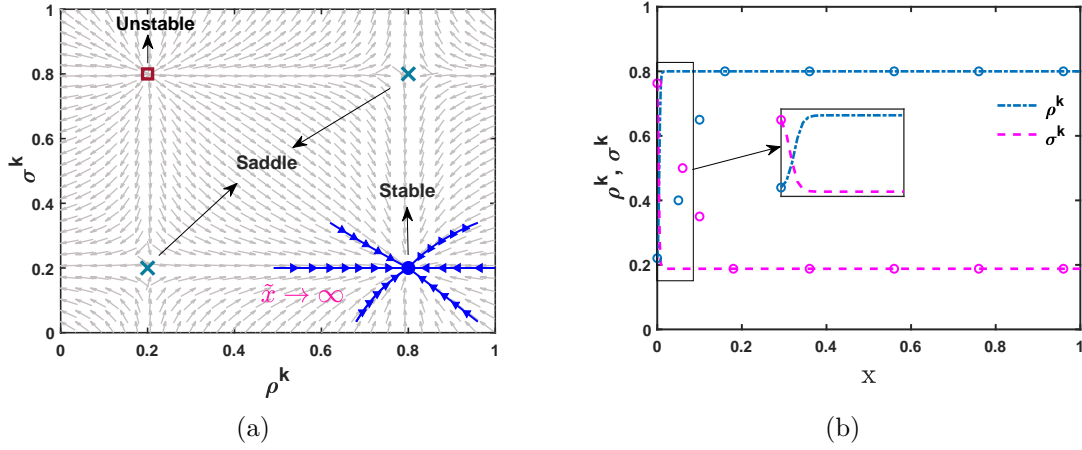 1
0.8
0.6
0.4
0.2
0
σ^k
0 0.2 0.4 0.6 0.8 1
ρ^k
Unstable
Saddle
Stable
x̃ → ∞
(a)
1
0.8
0.6
0.4
0.2
0
ρ^k, σ^k
0 0.2 0.4 0.6 0.8 1
x
ρ^k
σ^k
(b)